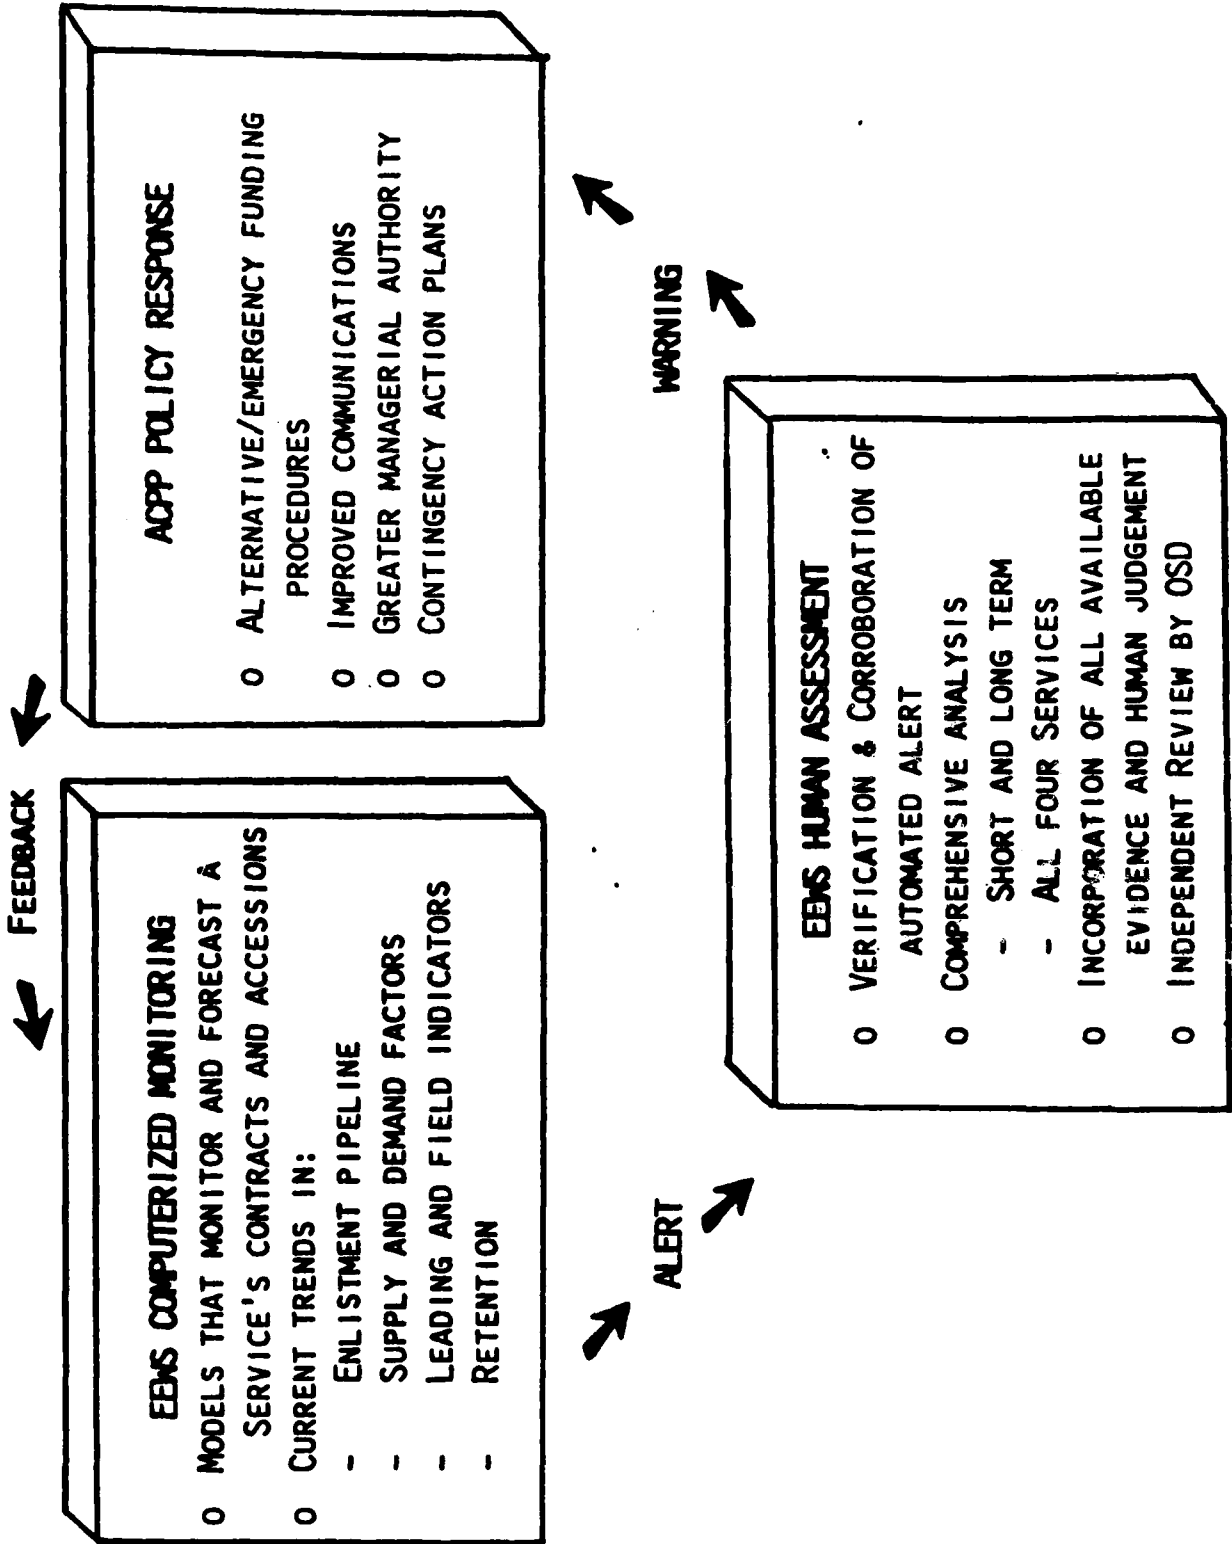 FEEDBACK
EEWS COMPUTERIZED MONITORING
O MODELS THAT MONITOR AND FORECAST A
SERVICE'S CONTRACTS AND ACCESSIONS
O CURRENT TRENDS IN:
- ENLISTMENT PIPELINE
- SUPPLY AND DEMAND FACTORS
- LEADING AND FIELD INDICATORS
- RETENTION
ACPP POLICY RESPONSE
O ALTERNATIVE/EMERGENCY FUNDING
PROCEDURES
O IMPROVED COMMUNICATIONS
O GREATER MANAGERIAL AUTHORITY
O CONTINGENCY ACTION PLANS
ALERT
WARNING
EEWS HUMAN ASSESSMENT
O VERIFICATION & CORROBORATION OF
AUTOMATED ALERT
O COMPREHENSIVE ANALYSIS
- SHORT AND LONG TERM
- ALL FOUR SERVICES
O INCORPORATION OF ALL AVAILABLE
EVIDENCE AND HUMAN JUDGEMENT
O INDEPENDENT REVIEW BY OSD